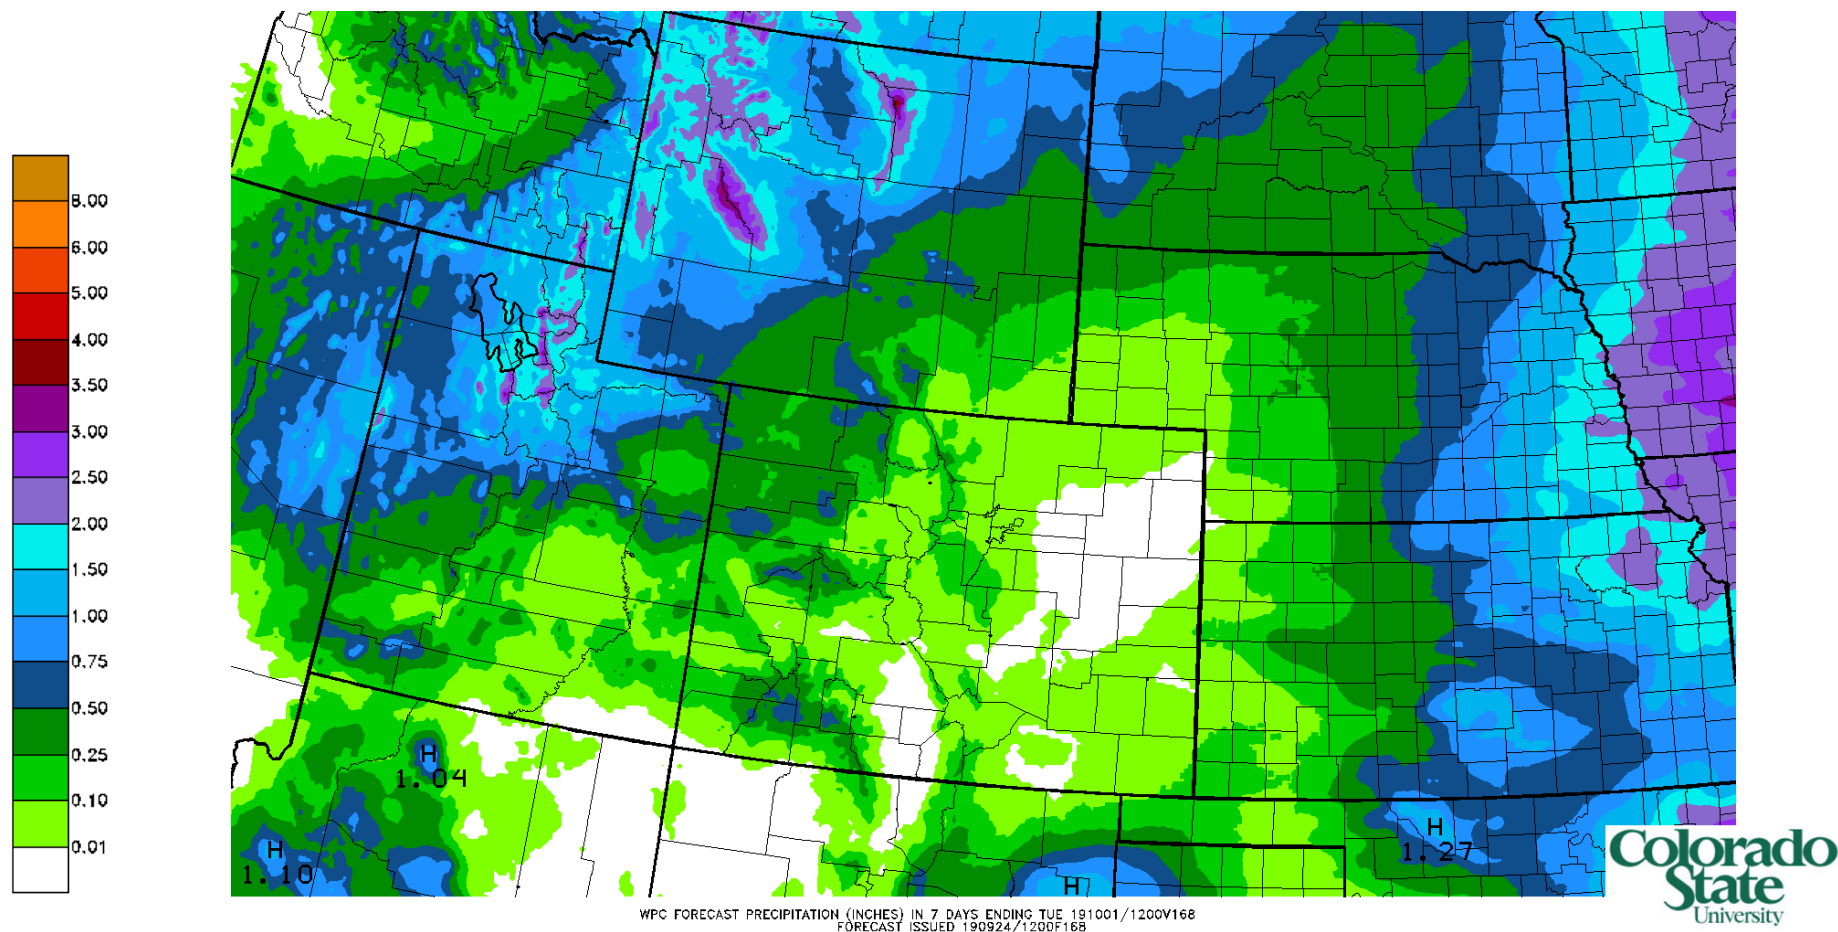 8.00
6.00
5.00
4.00
3.50
3.00
2.50
2.00
1.50
1.00
0.75
0.50
0.25
0.10
0.01
H
1.04
H
1.10
H
1.27
H
Colorado
State
University
WPC FORECAST PRECIPITATION (INCHES) IN 7 DAYS ENDING TUE 191001/1200V168
FORECAST ISSUED 190924/1200F168